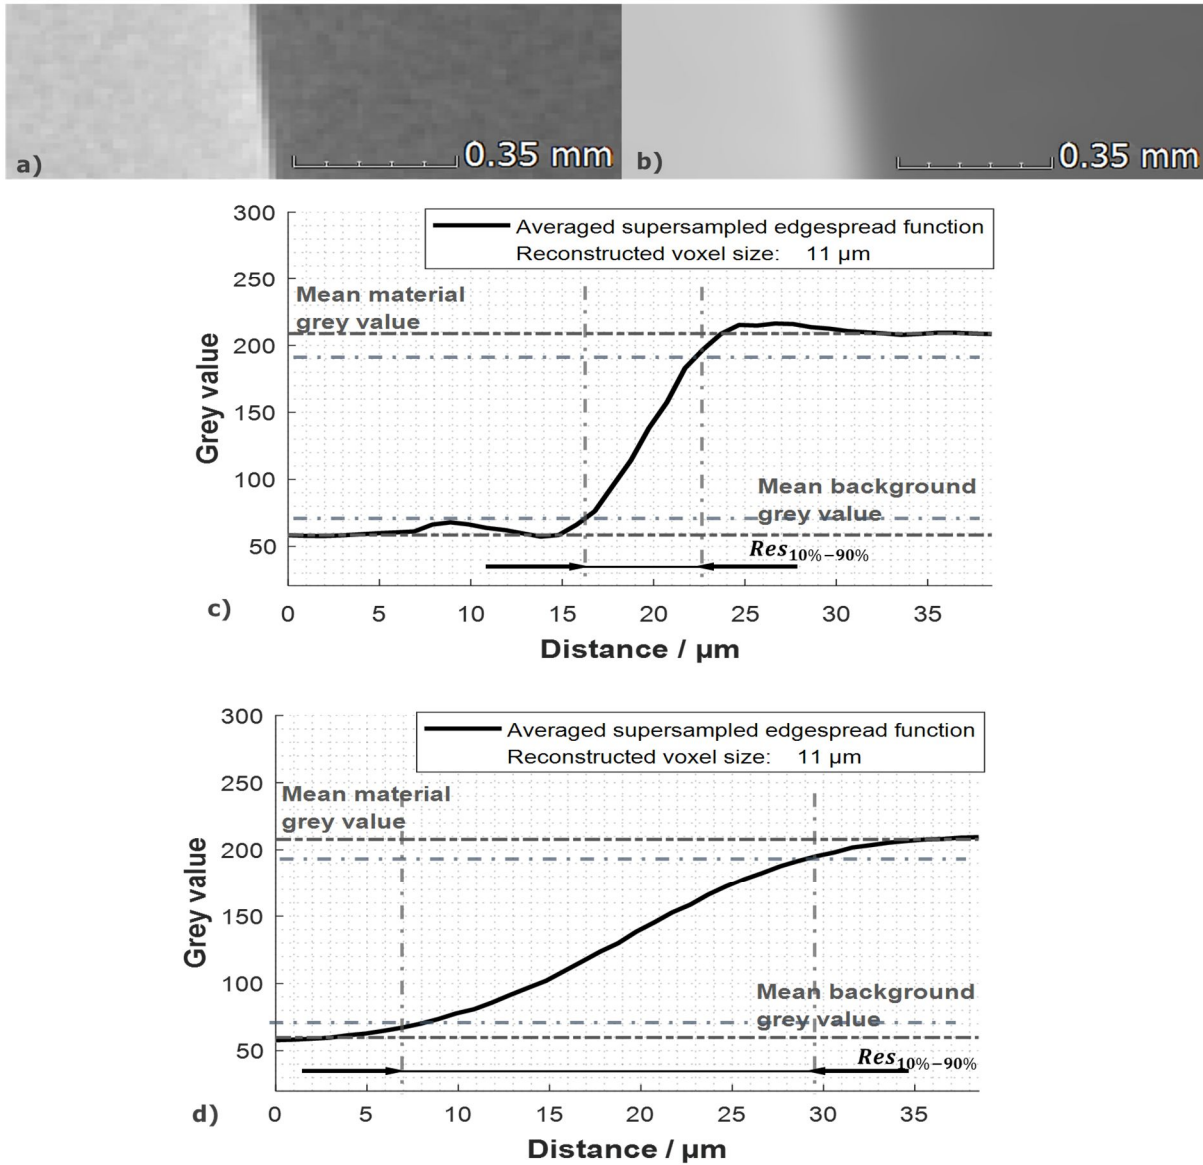 a)
0.35 mm
b)
0.35 mm
300
250
200
150
100
50
Grey value
Averaged supersampled edgespread function
Reconstructed voxel size: 11 µm
Mean material
grey value
Mean background
grey value
Res10%−90%
0 5 10 15 20 25 30 35
c)
Distance / µm
300
250
200
150
100
50
Grey value
Averaged supersampled edgespread function
Reconstructed voxel size: 11 µm
Mean material
grey value
Mean background
grey value
Res10%−90%
0 5 10 15 20 25 30 35
d)
Distance / µm